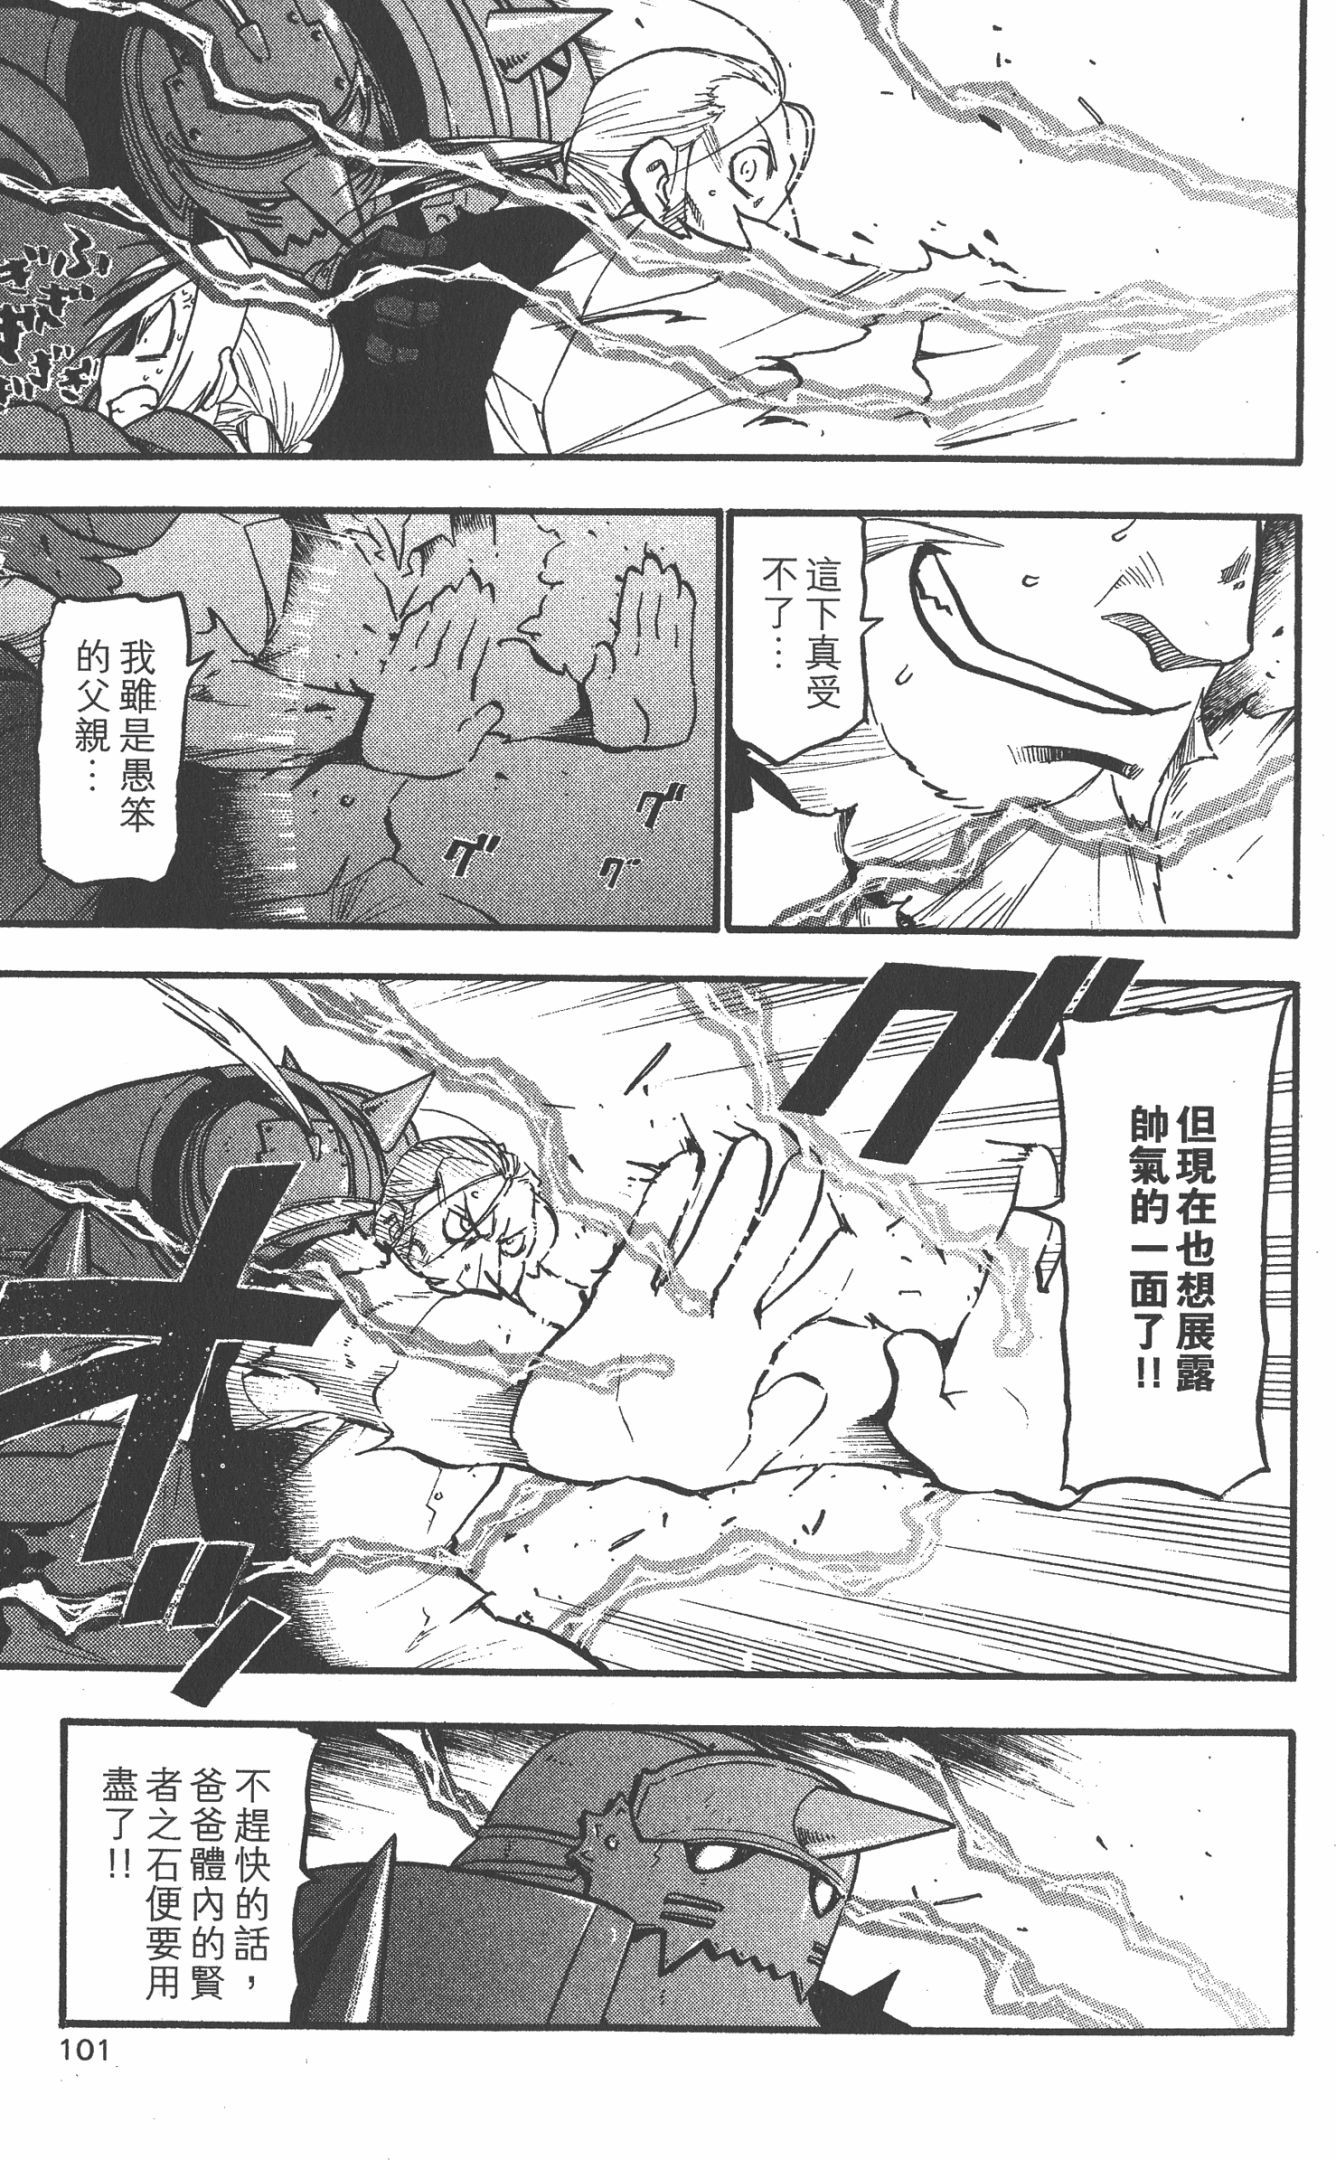 ふぎぎぎ
ぎぎぎぎ
這下真受
不了…
我雖是愚笨
的父親…
グ
グ
グ
グ
但現在也想展露
帥氣的一面了!!
オ
不趕快的話，
爸爸體內的賢
者之石便要用
盡了!!
101